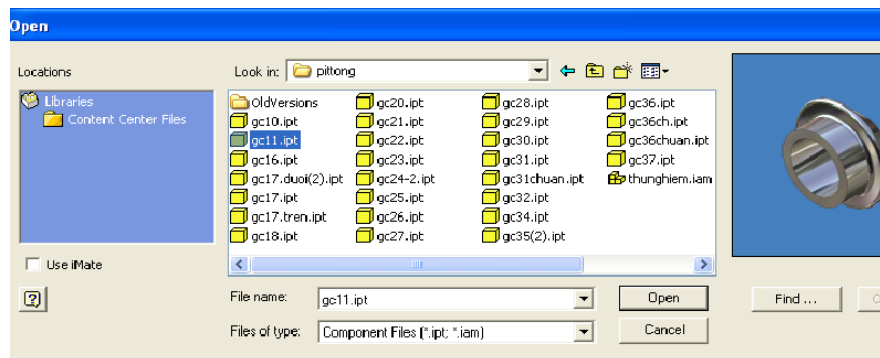 Open
Locations
Look in: pittong
Libraries
Content Center Files
OldVersions
gc10.ipt
gc11.ipt
gc16.ipt
gc17.duoi(2).ipt
gc17.ipt
gc17.tren.ipt
gc18.ipt
gc20.ipt
gc21.ipt
gc22.ipt
gc23.ipt
gc24-2.ipt
gc25.ipt
gc26.ipt
gc27.ipt
gc28.ipt
gc29.ipt
gc30.ipt
gc31.ipt
gc31chuan.ipt
gc32.ipt
gc34.ipt
gc35(2).ipt
gc36.ipt
gc36ch.ipt
gc36chuan.ipt
gc37.ipt
thunghiem.iam
Use iMate
File name: gc11.ipt Open Find ...
Files of type: Component Files (*.ipt; *.iam) Cancel